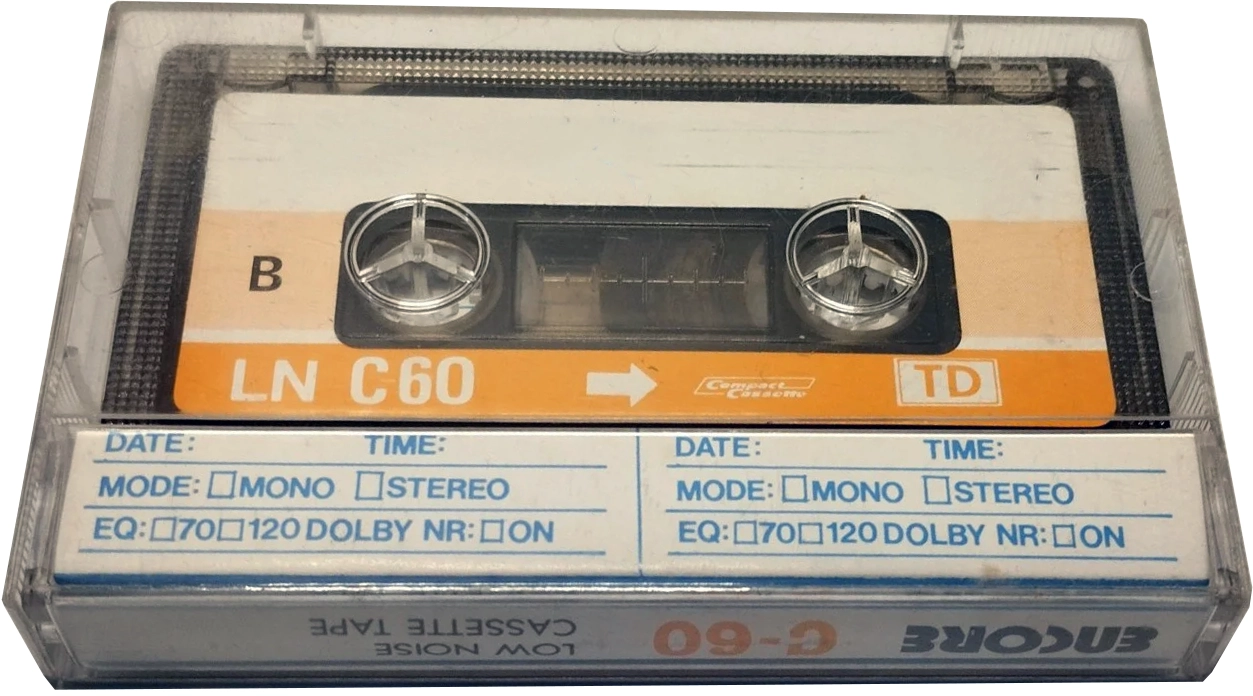 B
LN C60 Compact Cassette TD
DATE: TIME: DATE: TIME:
MODE: MONO STEREO MODE: MONO STEREO
EQ: 70 120 DOLBY NR: ON EQ: 70 120 DOLBY NR: ON
ENCORE C-60 LOW NOISE
CASSETTE TAPE